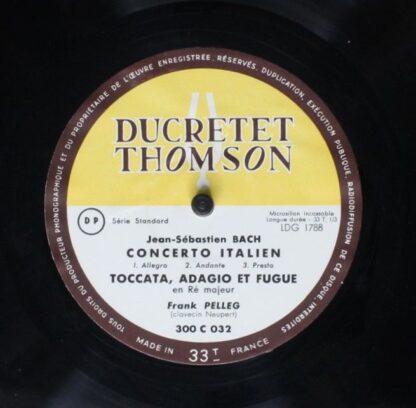 TOUS DROITS DU PRODUCTEUR PHONOGRAPHIQUE ET DU PROPRIÉTAIRE DE L'ŒUVRE ENREGISTRÉE, RÉSERVÉS, DUPLICATION, EXÉCUTION PUBLIQUE, RADIODIFFUSION DE CE DISQUE INTERDITES
DUCRETET
THOMSON
DP
Série Standard
Microsillon incassable
Longue durée - 33 T. 1/3
LDG 1788
Jean-Sébastien BACH
CONCERTO ITALIEN
1. Allegro 2. Andante 3. Presto
TOCCATA, ADAGIO ET FUGUE
en Ré majeur
Frank PELLEG
(clavecin Neupert)
300 C 032
MADE IN 33T FRANCE